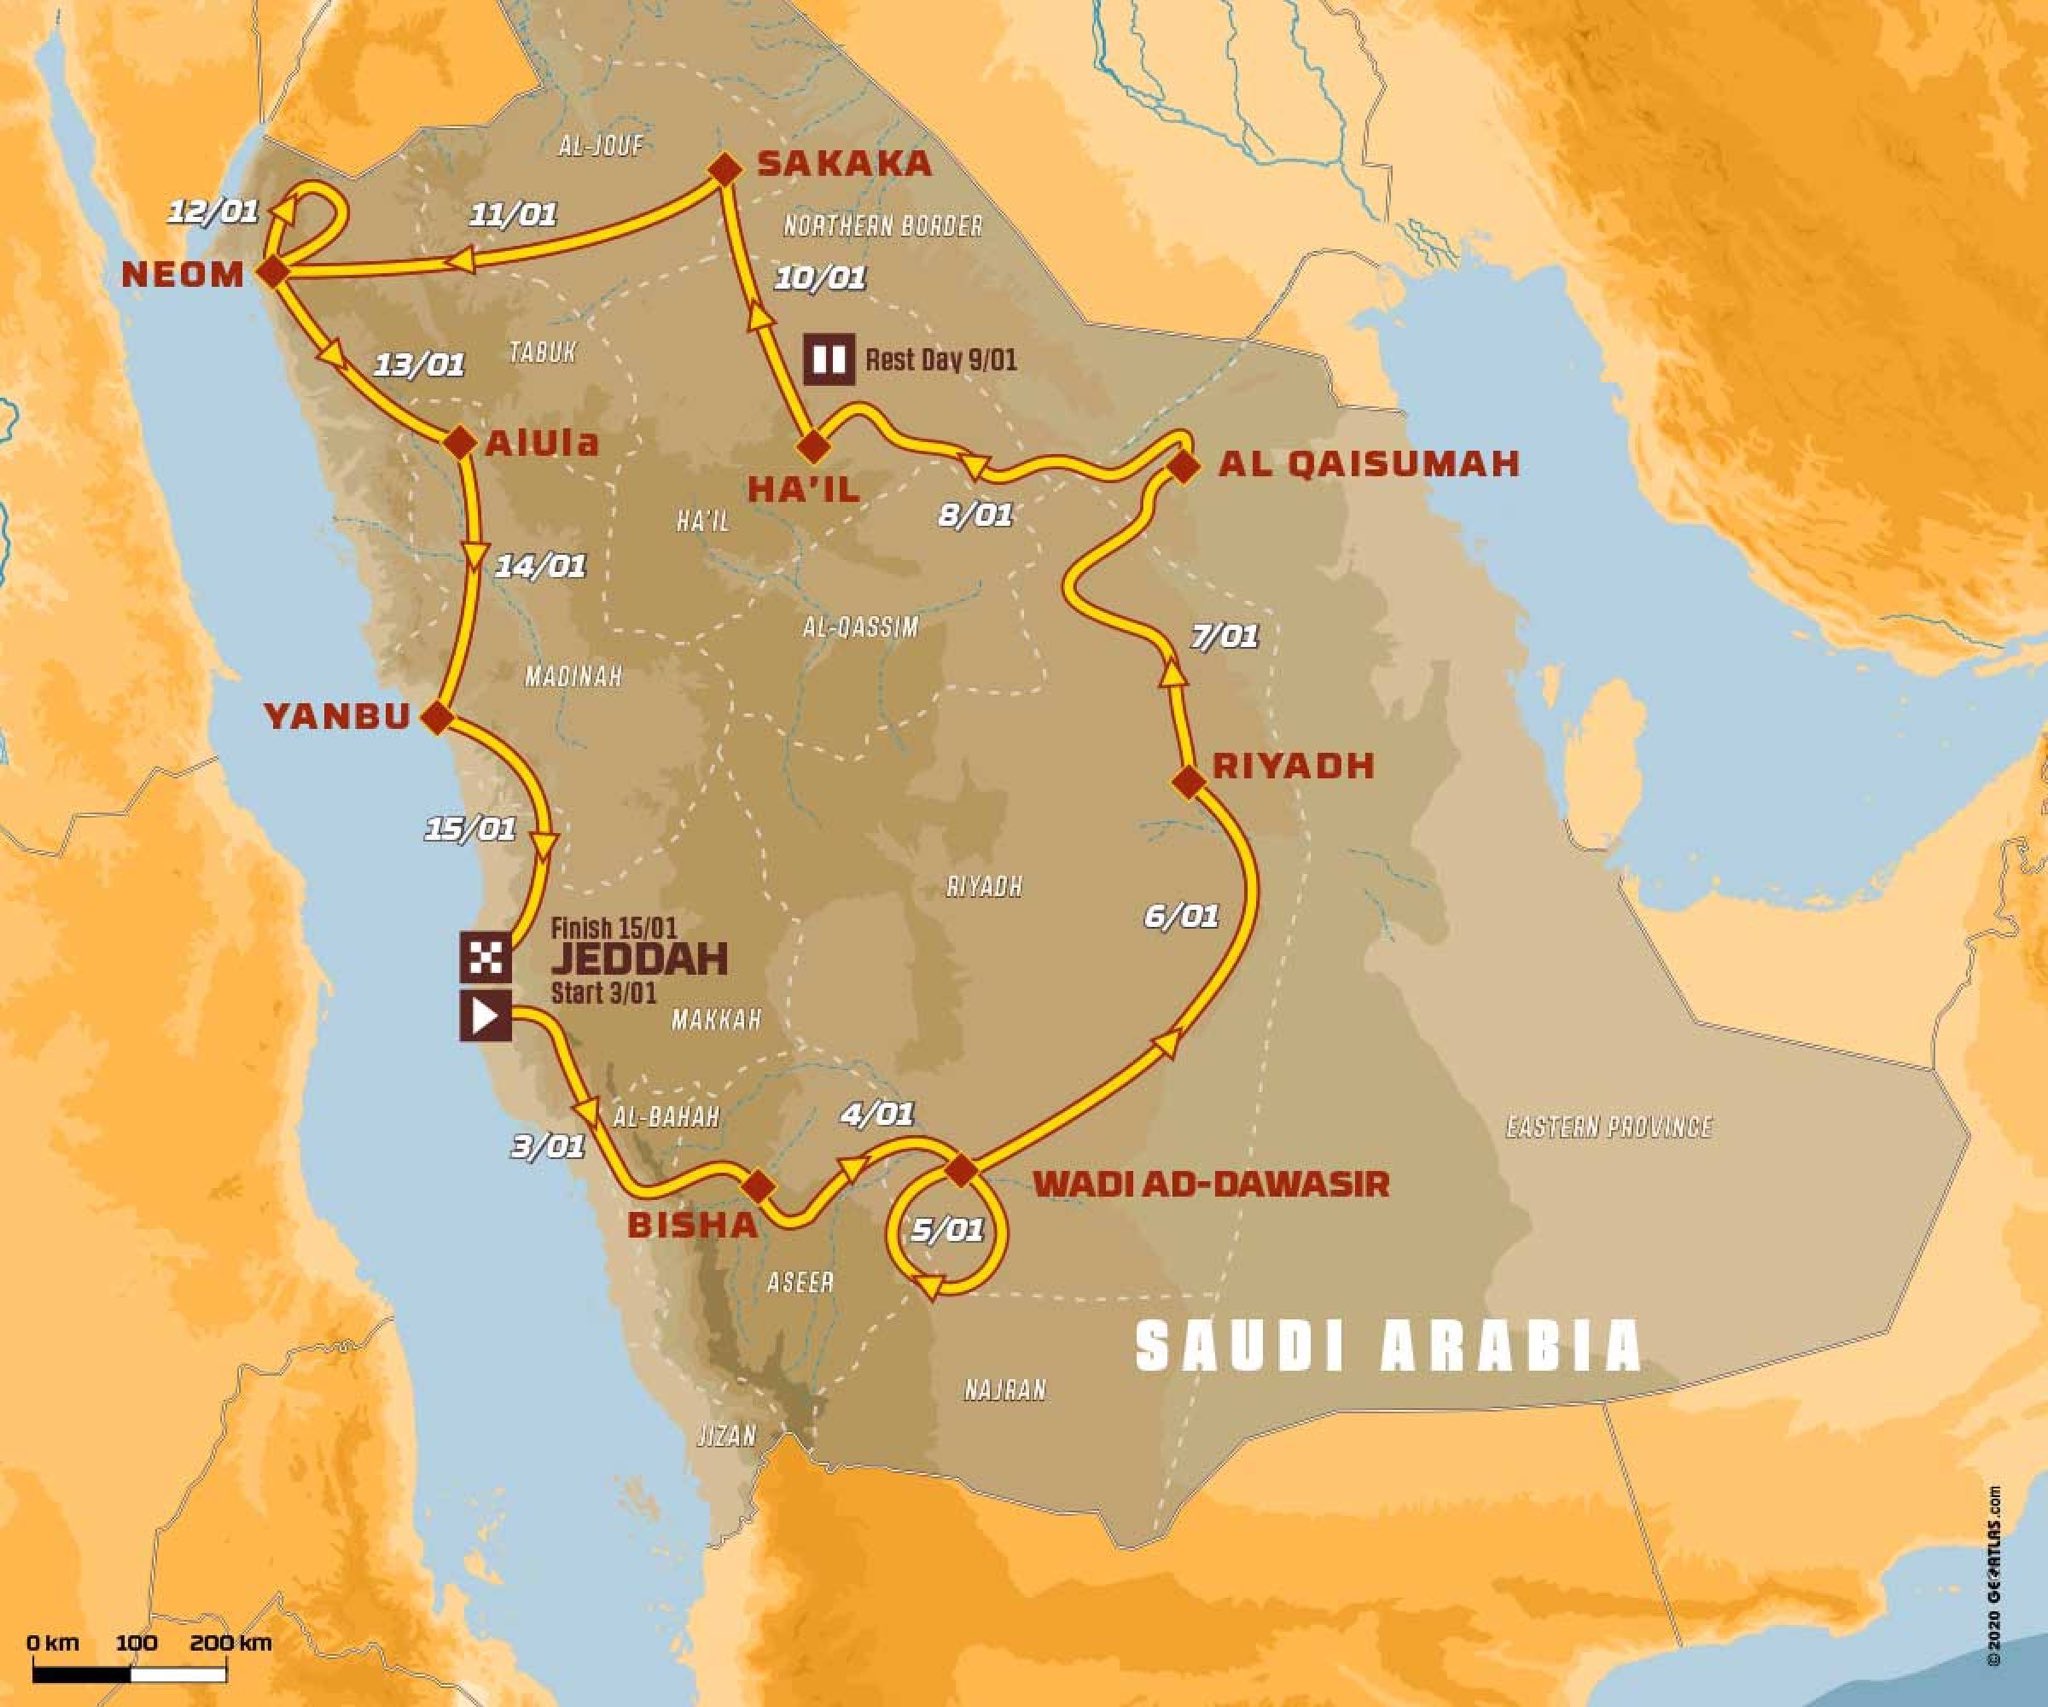 AL-JOUF
SAKAKA
12/01
11/01
NORTHERN BORDER
NEOM
10/01
13/01
TABUK
Rest Day 9/01
AlUla
HA'IL
AL QAISUMAH
8/01
HA'IL
14/01
AL-QASSIM
7/01
MADINAH
YANBU
RIYADH
15/01
RIYADH
6/01
Finish 15/01
JEDDAH
Start 3/01
MAKKAH
AL-BAHAH
4/01
EASTERN PROVINCE
3/01
WADI AD-DAWASIR
BISHA
5/01
ASEER
SAUDI ARABIA
NAJRAN
JIZAN
0 km 100 200 km
©2020 GEOATLAS.com